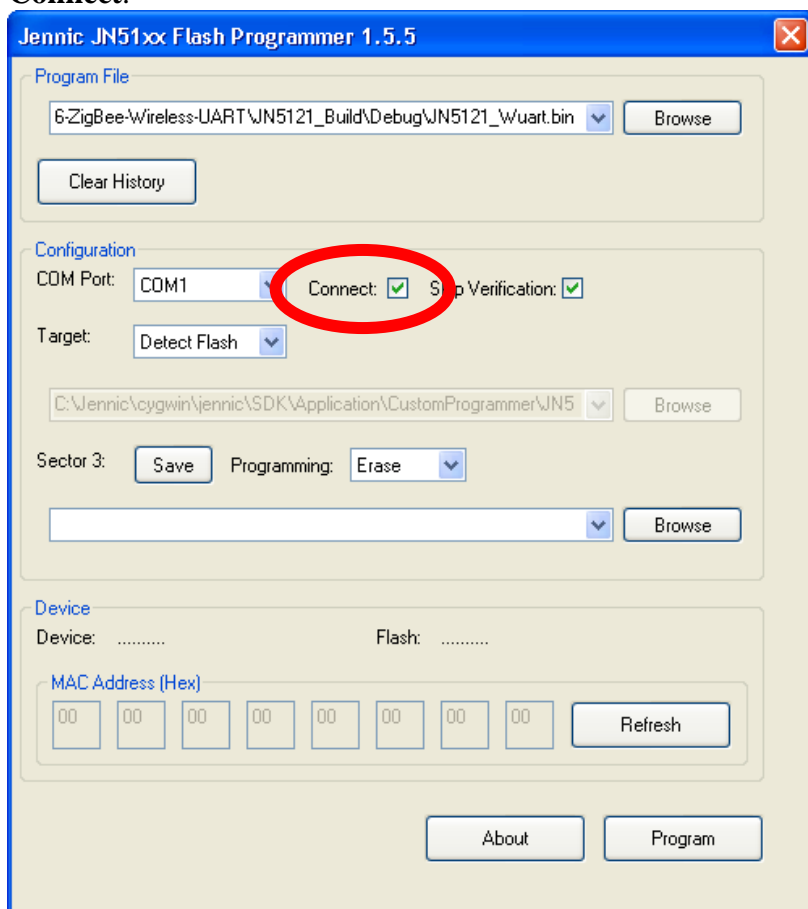 Connect.
Jennic JN51xx Flash Programmer 1.5.5
Program File
6-ZigBee-Wireless-UART\JN5121_Build\Debug\JN5121_Wuart.bin Browse
Clear History
Configuration
COM Port: COM1 Connect: Verification:
Target: Detect Flash
C:\Jennic\cygwin\jennic\SDK\Application\CustomProgrammer\JN5 Browse
Sector 3: Save Programming: Erase
Browse
Device
Device: .......... Flash: ..........
MAC Address (Hex)
00 00 00 00 00 00 00 00 Refresh
About Program